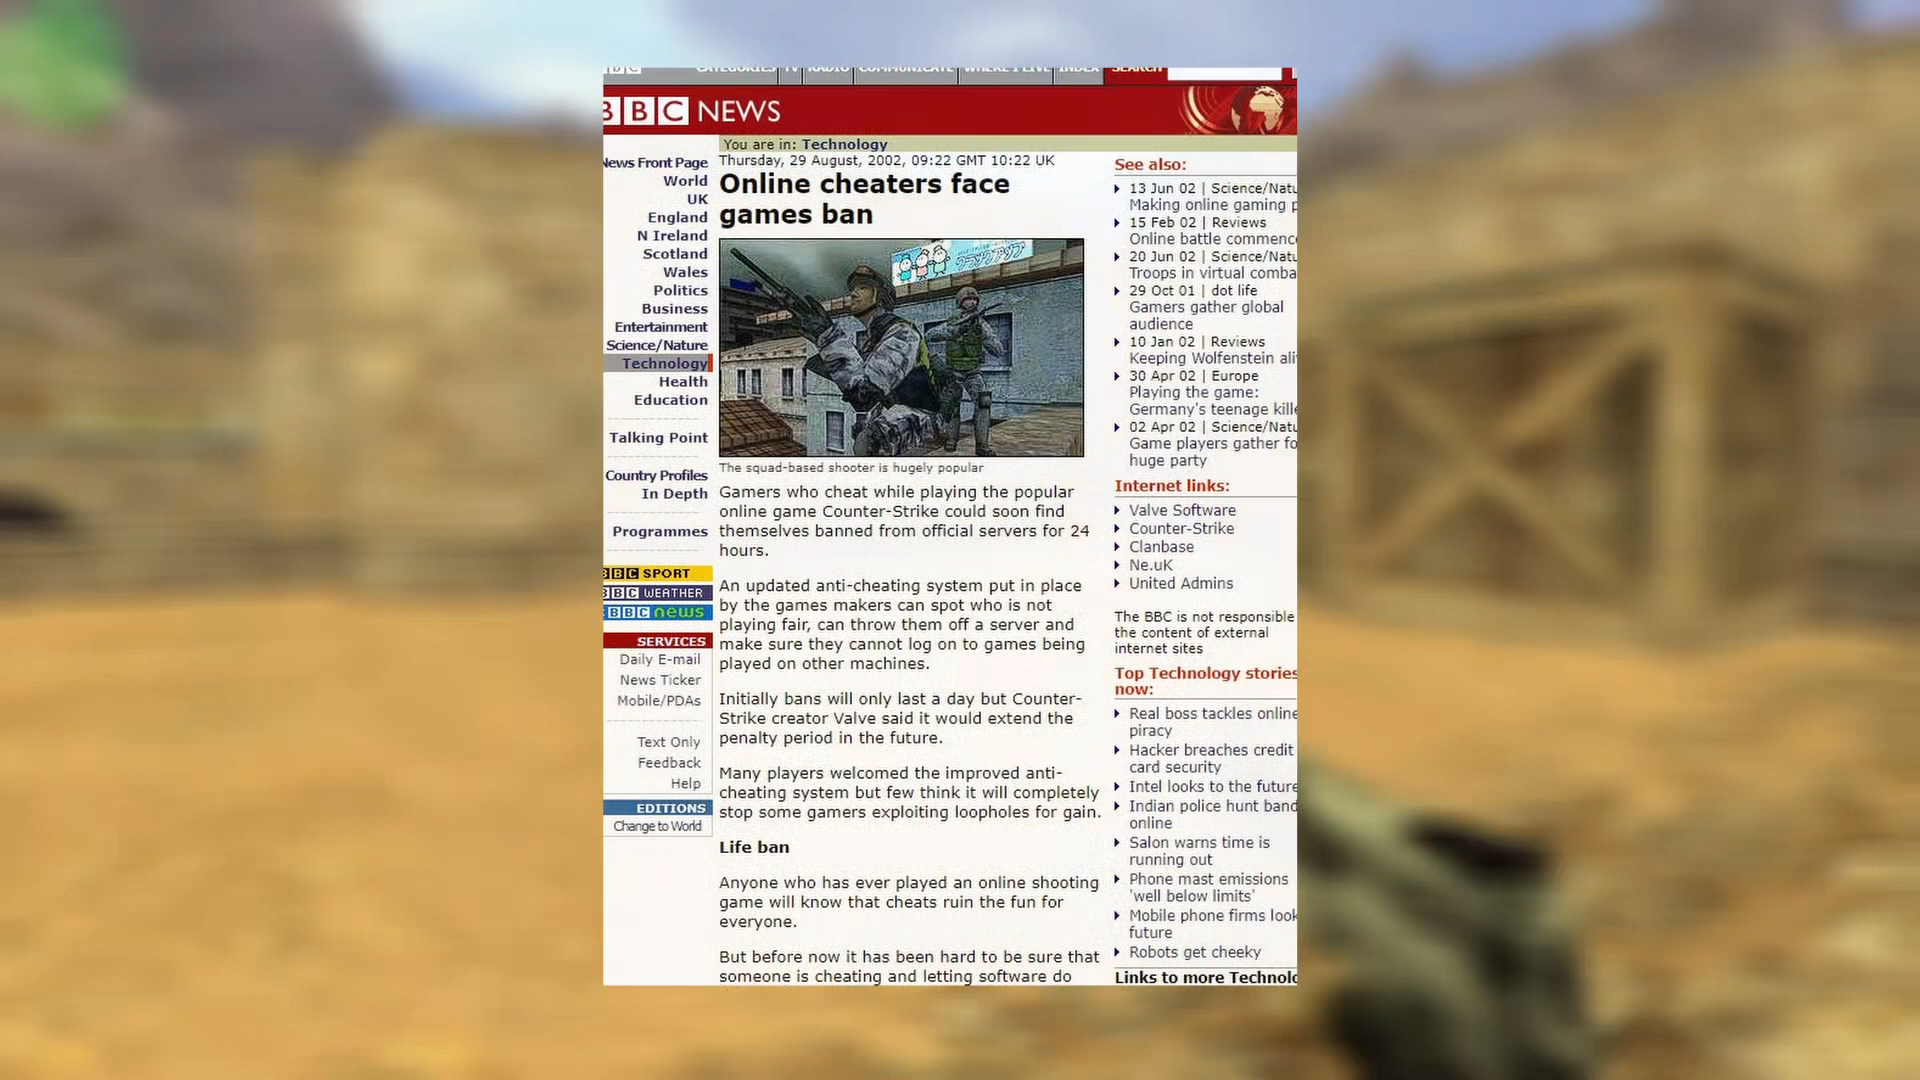 BBC CATEGORIES TV RADIO COMMUNICATE WHERE I LIVE INDEX SEARCH
BBC NEWS
You are in: Technology
News Front Page
World
UK
England
N Ireland
Scotland
Wales
Politics
Business
Entertainment
Science/Nature
Technology
Health
Education
Talking Point
Country Profiles
In Depth
Programmes
BBC SPORT
BBC WEATHER
BBC news
SERVICES
Daily E-mail
News Ticker
Mobile/PDAs
Text Only
Feedback
Help
EDITIONS
Change to World
Thursday, 29 August, 2002, 09:22 GMT 10:22 UK
Online cheaters face
games ban
クラックアップ
The squad-based shooter is hugely popular
Gamers who cheat while playing the popular
online game Counter-Strike could soon find
themselves banned from official servers for 24
hours.
An updated anti-cheating system put in place
by the games makers can spot who is not
playing fair, can throw them off a server and
make sure they cannot log on to games being
played on other machines.
Initially bans will only last a day but Counter-
Strike creator Valve said it would extend the
penalty period in the future.
Many players welcomed the improved anti-
cheating system but few think it will completely
stop some gamers exploiting loopholes for gain.
Life ban
Anyone who has ever played an online shooting
game will know that cheats ruin the fun for
everyone.
But before now it has been hard to be sure that
someone is cheating and letting software do
See also:
13 Jun 02 | Science/Natu
Making online gaming p
15 Feb 02 | Reviews
Online battle commenc
20 Jun 02 | Science/Natu
Troops in virtual comba
29 Oct 01 | dot life
Gamers gather global
audience
10 Jan 02 | Reviews
Keeping Wolfenstein ali
30 Apr 02 | Europe
Playing the game:
Germany's teenage kille
02 Apr 02 | Science/Natu
Game players gather fo
huge party
Internet links:
Valve Software
Counter-Strike
Clanbase
Ne.uK
United Admins
The BBC is not responsible
the content of external
internet sites
Top Technology stories
now:
Real boss tackles online
piracy
Hacker breaches credit
card security
Intel looks to the future
Indian police hunt band
online
Salon warns time is
running out
Phone mast emissions
'well below limits'
Mobile phone firms look
future
Robots get cheeky
Links to more Technolo